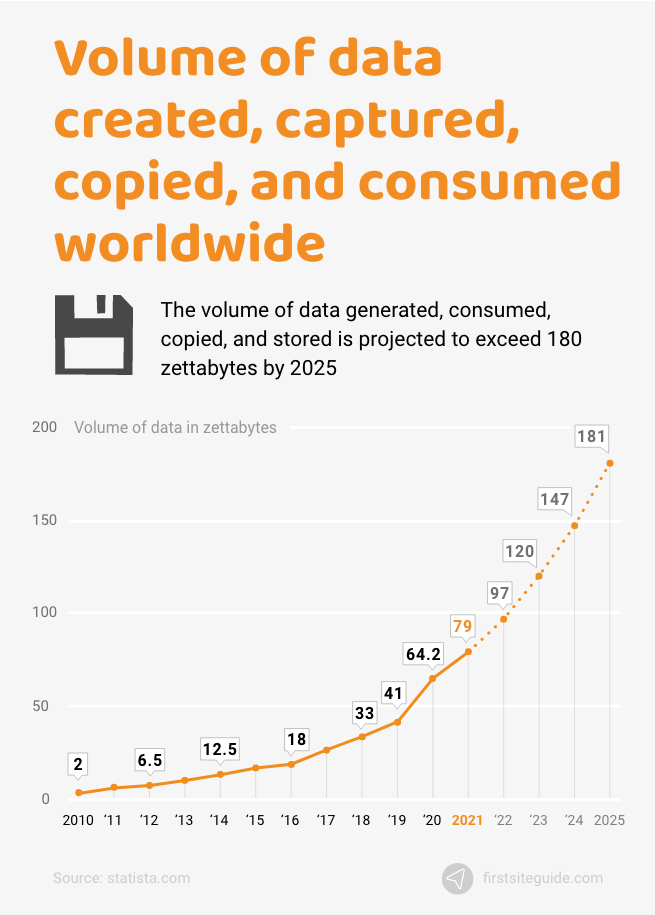 Volume of data
created, captured,
copied, and consumed
worldwide
The volume of data generated, consumed,
copied, and stored is projected to exceed 180
zettabytes by 2025
200 Volume of data in zettabytes
181
150
147
120
100
97
79
64.2
50
41
33
18
12.5
6.5
2
0
2010 ‘11 ‘12 ‘13 ‘14 ‘15 ‘16 ‘17 ‘18 ‘19 ‘20 2021 ‘22 ‘23 ‘24 2025
Source: statista.com firstsiteguide.com